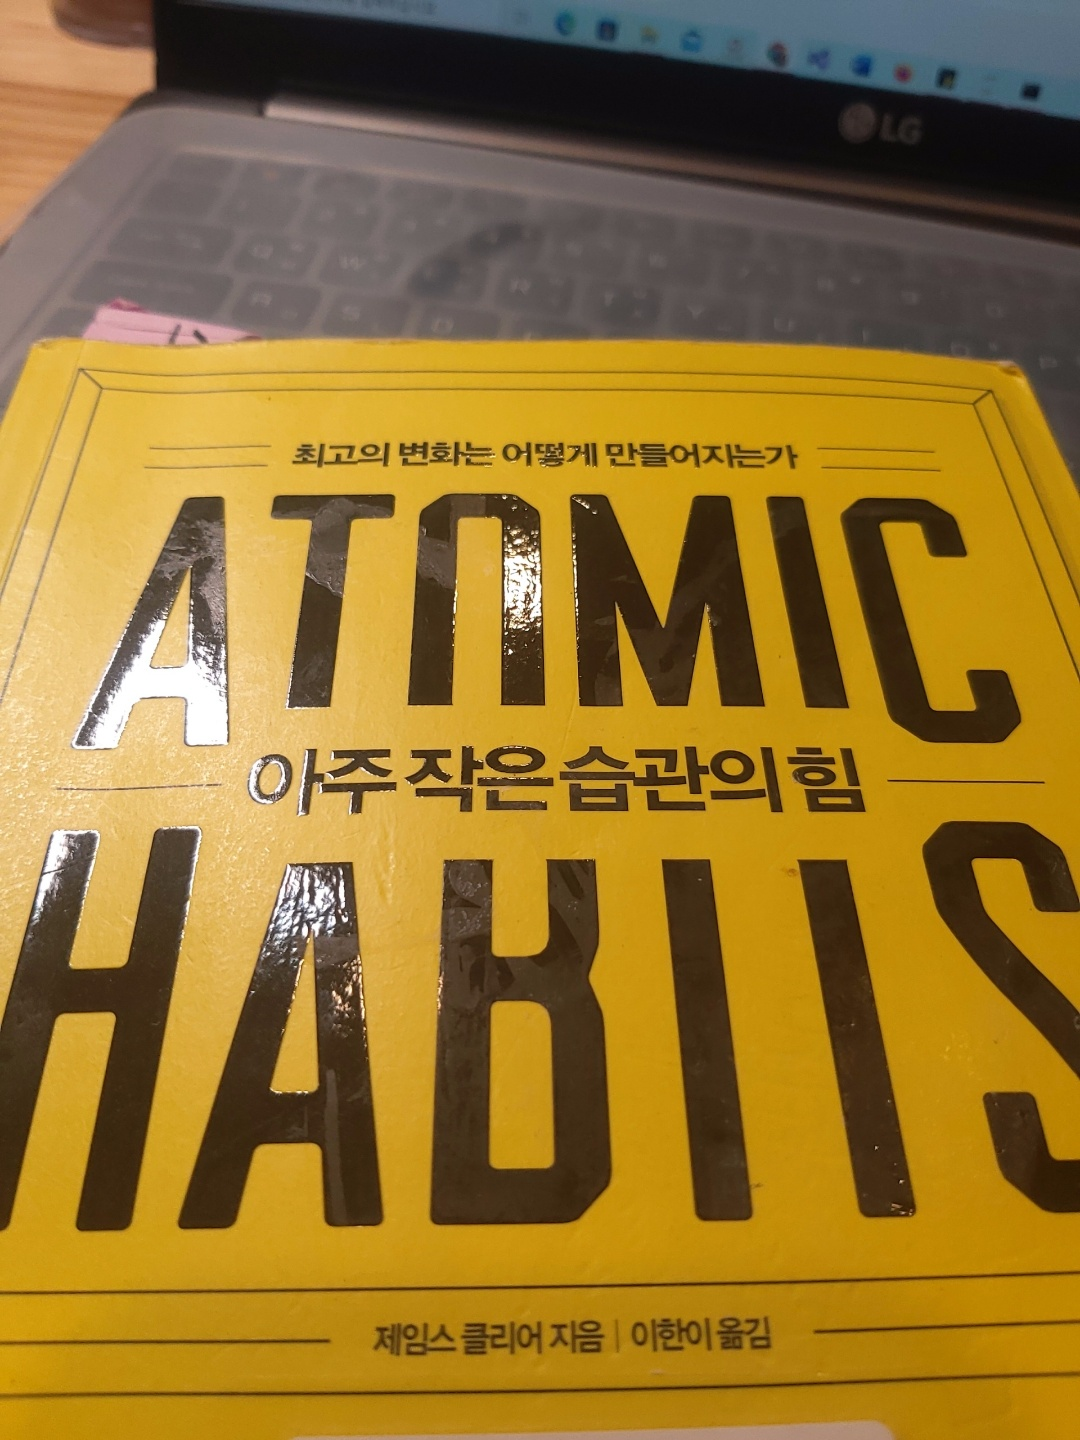 LG
최고의 변화는 어떻게 만들어지는가
ATOMIC
아주 작은 습관의 힘
HABITS
제임스 클리어 지음 | 이한이 옮김